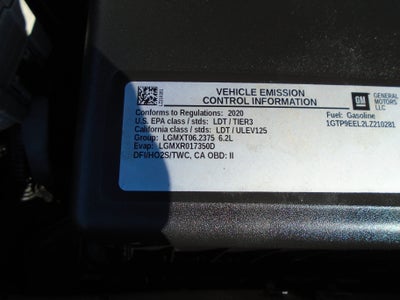 VEHICLE EMISSION
CONTROL INFORMATION
GM
GENERAL
MOTORS
LLC
Conforms to Regulations: 2020
Fuel: Gasoline
U.S. EPA class / stds: LDT / TIER3
1GTP9EEL2LZ210281
California class / stds: LDT / ULEV125
Group: LGMXT06.2375 6.2L
Evap: LGMXR017350D
DFI/HO2S/TWC, CA OBD: II